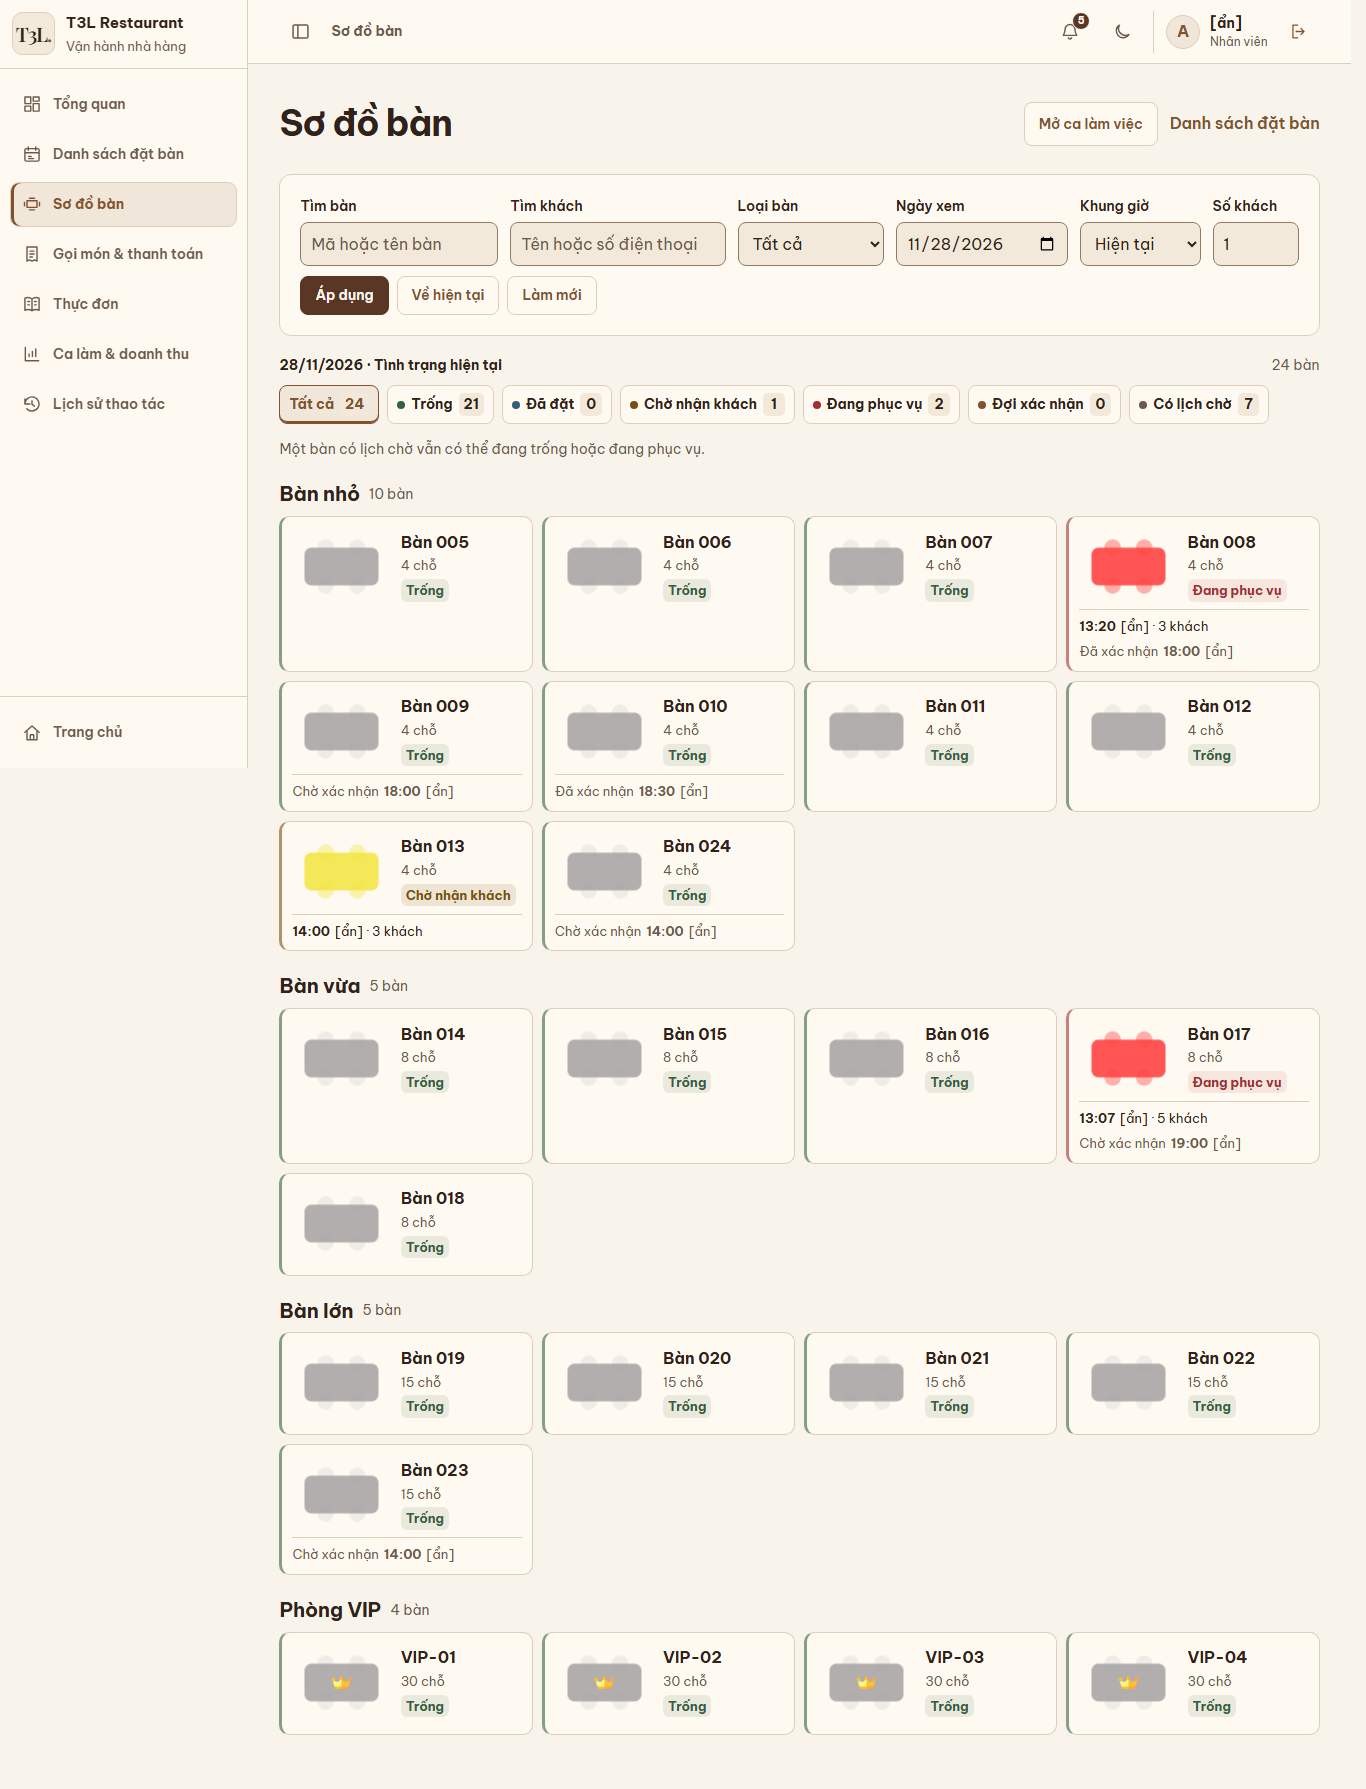 T3L
T3L Restaurant
Vận hành nhà hàng
Tổng quan
Danh sách đặt bàn
Sơ đồ bàn
Gọi món & thanh toán
Thực đơn
Ca làm & doanh thu
Lịch sử thao tác
Trang chủ
Sơ đồ bàn
5
A
[ẩn]
Nhân viên
Sơ đồ bàn
Mở ca làm việc
Danh sách đặt bàn
Tìm bàn
Tìm khách
Loại bàn
Ngày xem
Khung giờ
Số khách
Mã hoặc tên bàn
Tên hoặc số điện thoại
Tất cả
11/28/2026
Hiện tại
1
Áp dụng
Về hiện tại
Làm mới
28/11/2026 · Tình trạng hiện tại
24 bàn
Tất cả 24
Trống 21
Đã đặt 0
Chờ nhận khách 1
Đang phục vụ 2
Đợi xác nhận 0
Có lịch chờ 7
Một bàn có lịch chờ vẫn có thể đang trống hoặc đang phục vụ.
Bàn nhỏ 10 bàn
Bàn 005
4 chỗ
Trống
Bàn 006
4 chỗ
Trống
Bàn 007
4 chỗ
Trống
Bàn 008
4 chỗ
Đang phục vụ
13:20 [ẩn] · 3 khách
Đã xác nhận 18:00 [ẩn]
Bàn 009
4 chỗ
Trống
Chờ xác nhận 18:00 [ẩn]
Bàn 010
4 chỗ
Trống
Đã xác nhận 18:30 [ẩn]
Bàn 011
4 chỗ
Trống
Bàn 012
4 chỗ
Trống
Bàn 013
4 chỗ
Chờ nhận khách
14:00 [ẩn] · 3 khách
Bàn 024
4 chỗ
Trống
Chờ xác nhận 14:00 [ẩn]
Bàn vừa 5 bàn
Bàn 014
8 chỗ
Trống
Bàn 015
8 chỗ
Trống
Bàn 016
8 chỗ
Trống
Bàn 017
8 chỗ
Đang phục vụ
13:07 [ẩn] · 5 khách
Chờ xác nhận 19:00 [ẩn]
Bàn 018
8 chỗ
Trống
Bàn lớn 5 bàn
Bàn 019
15 chỗ
Trống
Bàn 020
15 chỗ
Trống
Bàn 021
15 chỗ
Trống
Bàn 022
15 chỗ
Trống
Bàn 023
15 chỗ
Trống
Chờ xác nhận 14:00 [ẩn]
Phòng VIP 4 bàn
VIP-01
30 chỗ
Trống
VIP-02
30 chỗ
Trống
VIP-03
30 chỗ
Trống
VIP-04
30 chỗ
Trống